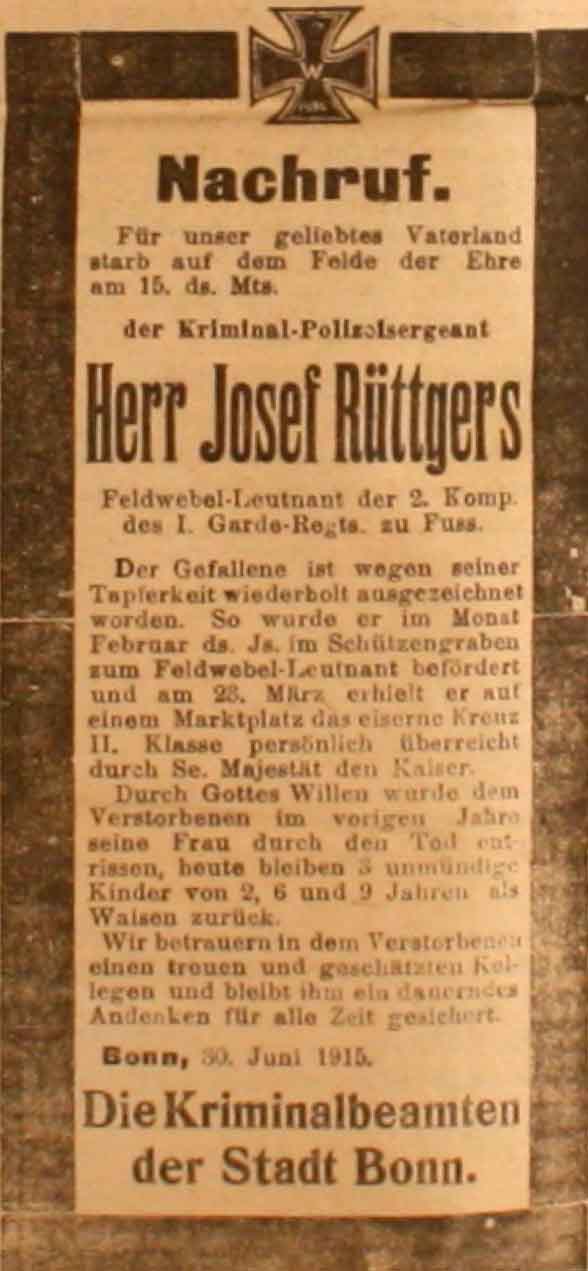 W
Nachruf.
Für unser geliebtes Vaterland
starb auf dem Felde der Ehre
am 15. ds. Mts.
der Kriminal-Polizeisergeant
Herr Josef Rüttgers
Feldwebel-Leutnant der 2. Komp.
des I. Garde-Regts. zu Fuss.
Der Gefallene ist wegen seiner
Tapferkeit wiederholt ausgezeichnet
worden. So wurde er im Monat
Februar ds. Js. im Schützengraben
zum Feldwebel-Leutnant befördert
und am 23. März erhielt er auf
einem Marktplatz das eiserne Kreuz
II. Klasse persönlich überreicht
durch Se. Majestät den Kaiser.
Durch Gottes Willen wurde dem
Verstorbenen im vorigen Jahre
seine Frau durch den Tod ent-
rissen, heute bleiben 3 unmündige
Kinder von 2, 6 und 9 Jahren als
Waisen zurück.
Wir betrauern in dem Verstorbenen
einen treuen und geschätzten Kol-
legen und bleibt ihm ein dauerndes
Andenken für alle Zeit gesichert.
Bonn, 30. Juni 1915.
Die Kriminalbeamten
der Stadt Bonn.